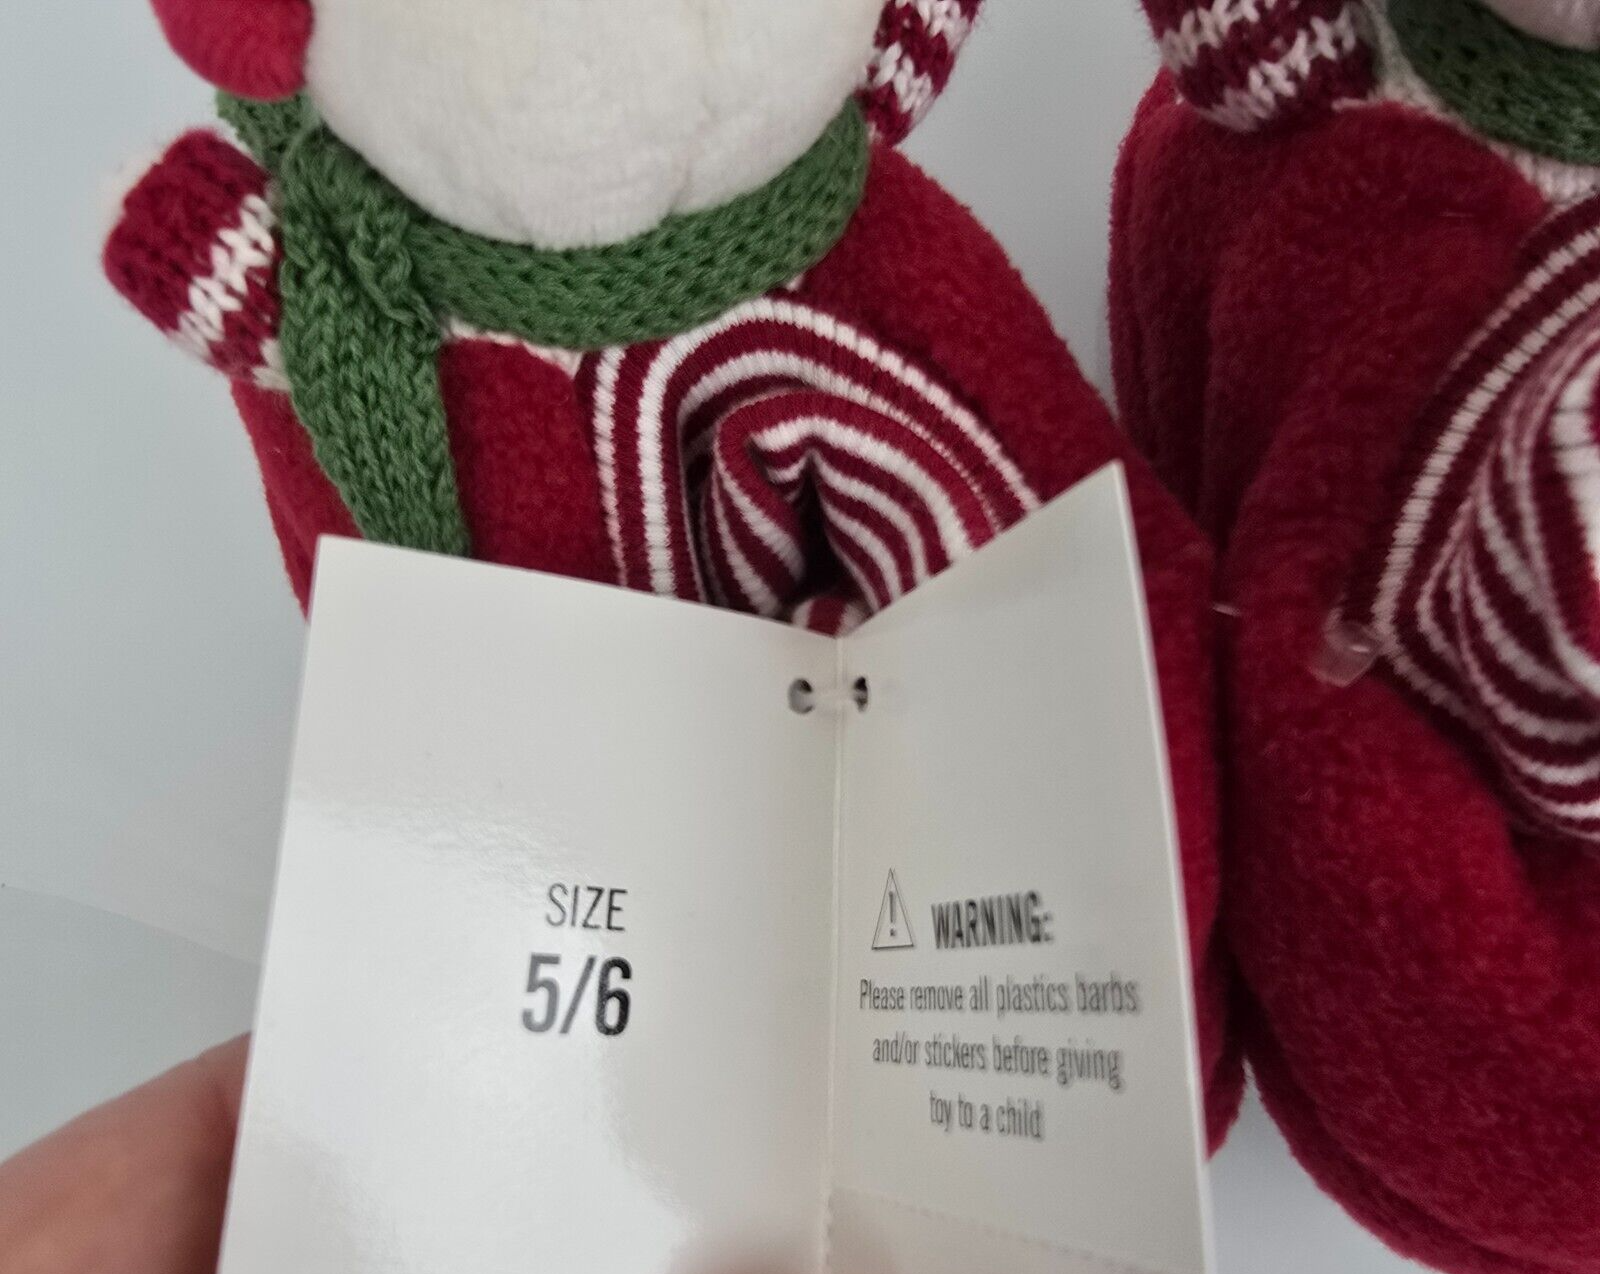 SIZE
5/6
WARNING:
Please remove all plastics barbs
and/or stickers before giving
toy to a child